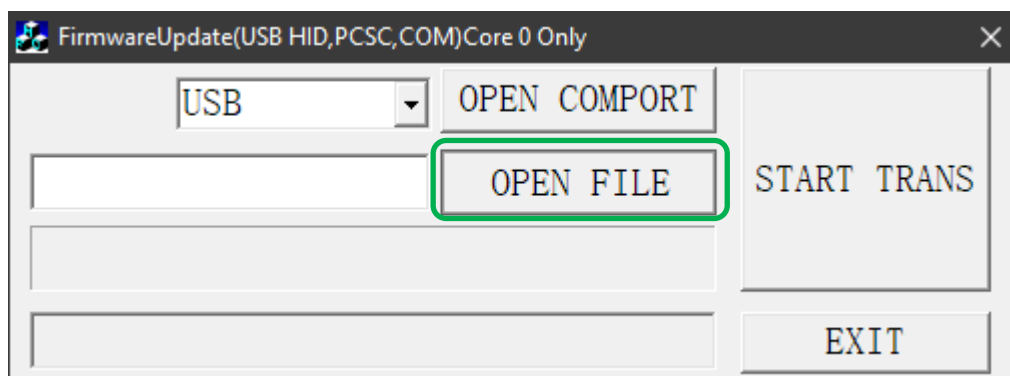 FirmwareUpdate(USB HID,PCSC,COM)Core 0 Only
USB
OPEN COMPORT
OPEN FILE
START TRANS
EXIT